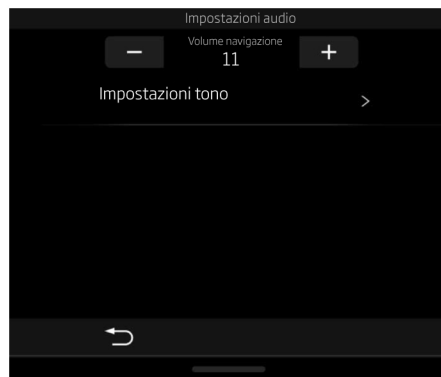 Impostazioni audio
Volume navigazione
11
Impostazioni tono